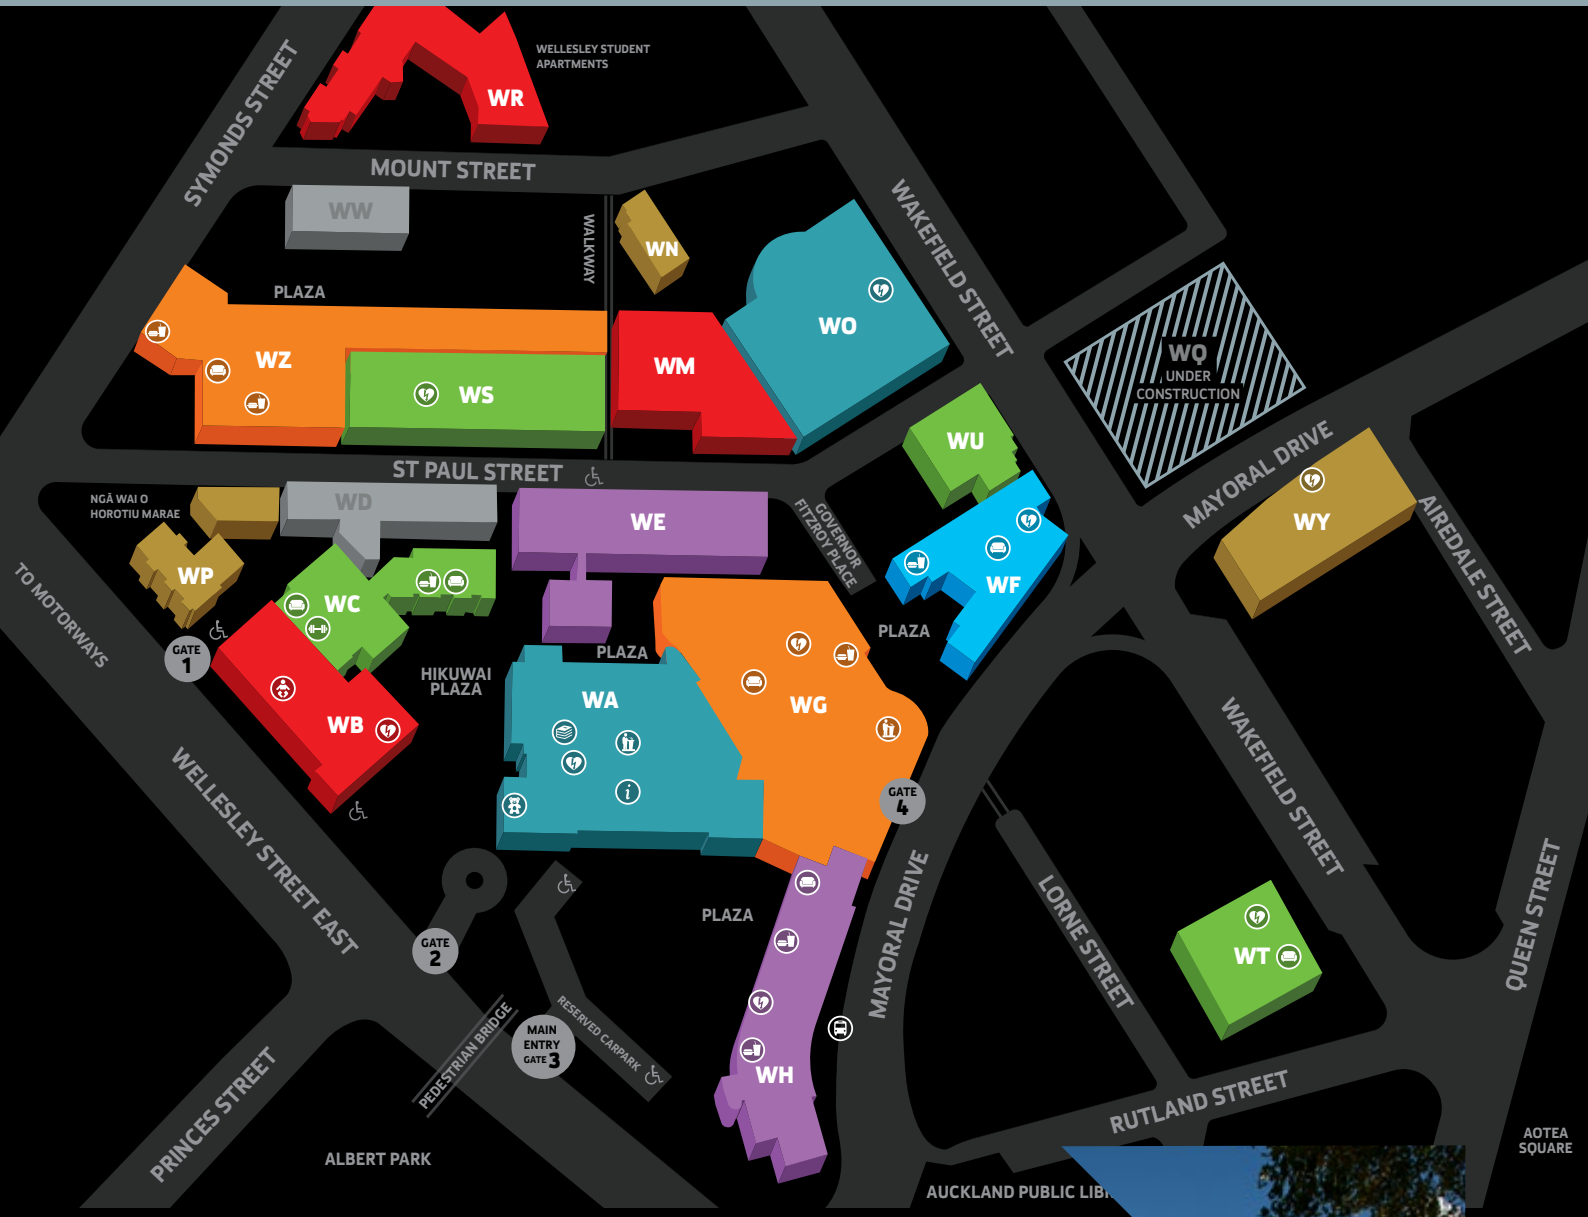 WELLESLEY STUDENT
APARTMENTS
WR
SYMONDS STREET
MOUNT STREET
WW
WALKWAY
WN
WAKEFIELD STREET
PLAZA
WO
WZ
WM
WS
WQ
UNDER
CONSTRUCTION
WU
MAYORAL DRIVE
ST PAUL STREET
NGĀ WAI O
HOROTIU MARAE
WD
WE
GOVERNOR
FITZROY PLACE
WY
AIREDALE STREET
WP
TO MOTORWAYS
WC
WF
GATE
1
HIKUWAI
PLAZA
PLAZA
PLAZA
WA
WG
WB
WELLESLEY STREET EAST
WAKEFIELD STREET
GATE
4
MAYORAL DRIVE
LORNE STREET
QUEEN STREET
PLAZA
GATE
2
WT
PEDESTRIAN BRIDGE
MAIN
ENTRY
GATE 3
RESERVED CARPARK
WH
PRINCES STREET
RUTLAND STREET
ALBERT PARK
AOTEA
SQUARE
AUCKLAND PUBLIC
i